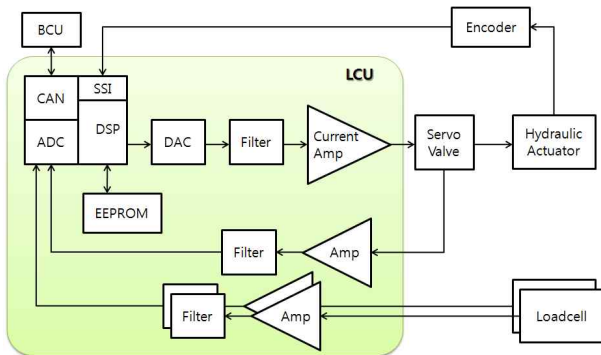 BCU
Encoder
LCU
CAN
SSI
ADC
DSP
DAC
Filter
Current
Amp
Servo
Valve
Hydraulic
Actuator
EEPROM
Filter
Amp
Filter
Amp
Loadcell